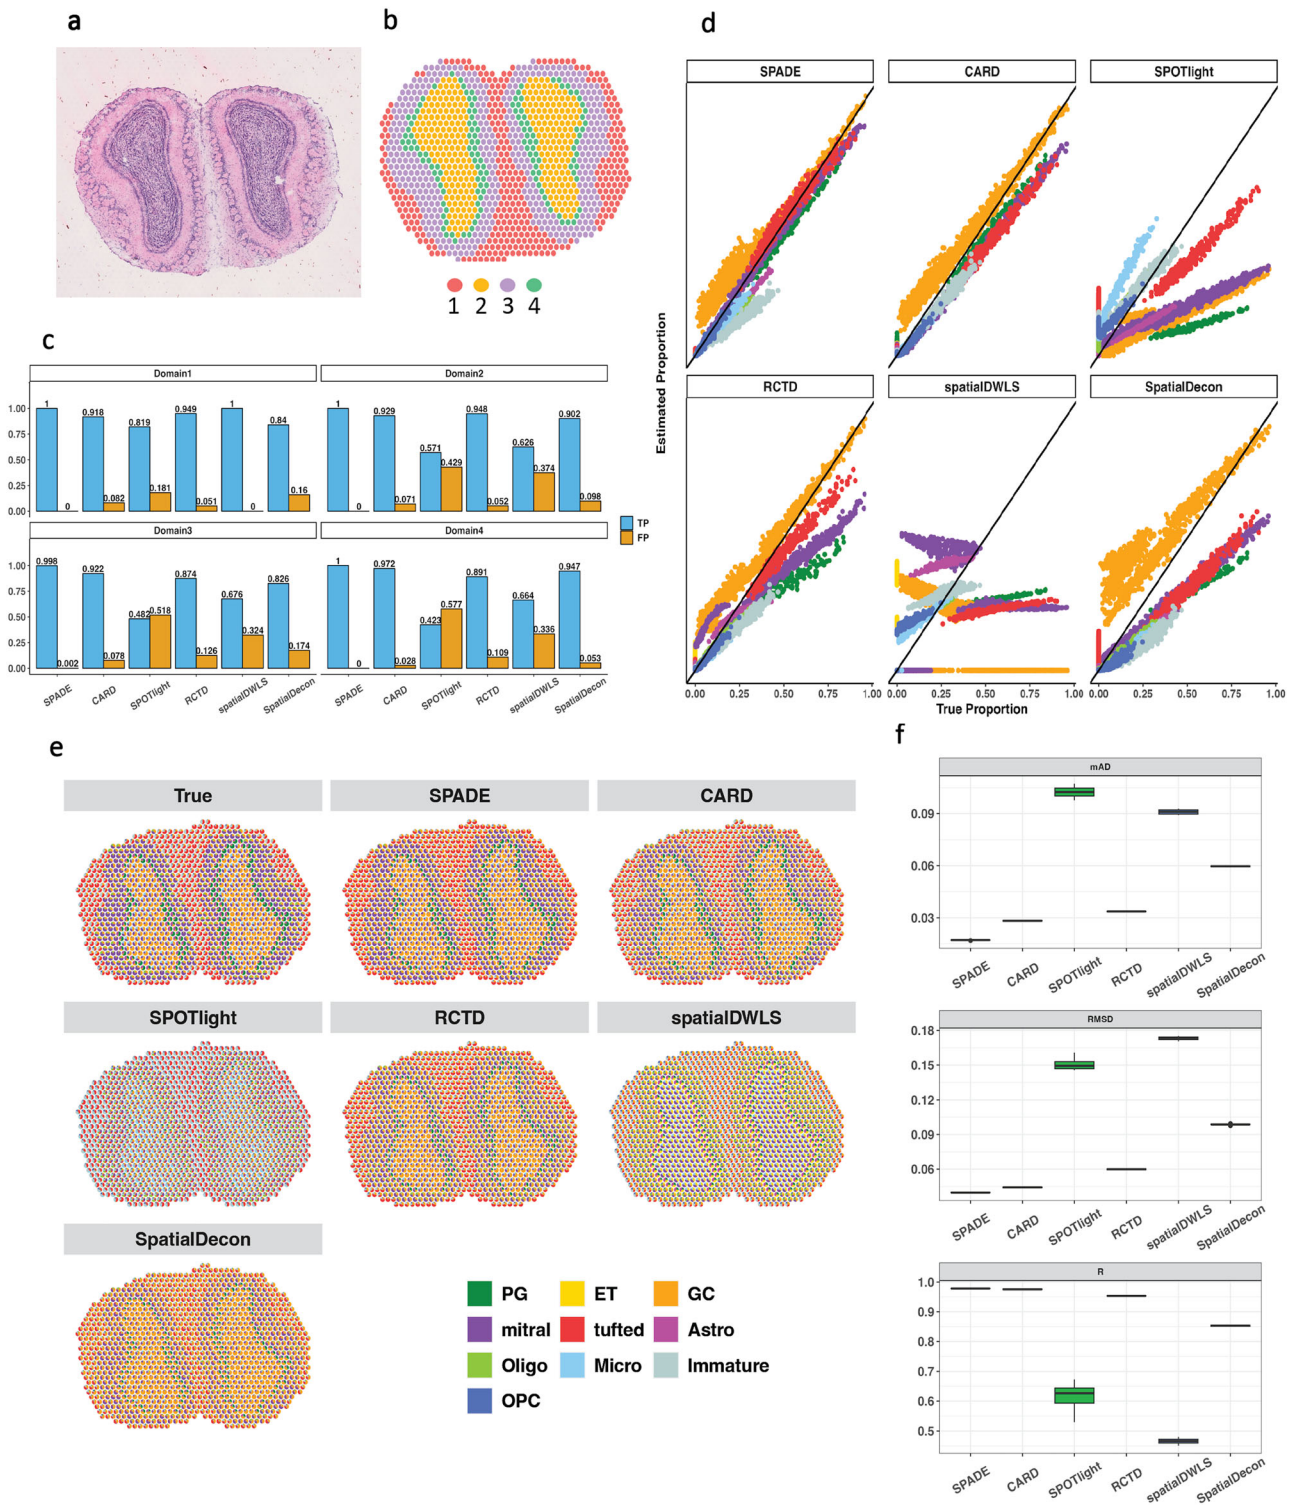 a
b
1 2 3 4
c
Domain1
Domain2
1.00
0.75
0.50
0.25
0.00
1
0
0.918
0.082
0.819
0.181
0.949
0.051
1
0
0.84
0.16
1
0
0.929
0.071
0.571
0.429
0.948
0.052
0.626
0.374
0.902
0.098
Domain3
Domain4
1.00
0.75
0.50
0.25
0.00
0.998
0.002
0.922
0.078
0.482
0.518
0.874
0.126
0.676
0.324
0.826
0.174
1
0
0.972
0.028
0.423
0.577
0.891
0.109
0.664
0.336
0.947
0.053
TP
FP
SPADE CARD SPOTlight RCTD spatialDWLS SpatialDecon
SPADE CARD SPOTlight RCTD spatialDWLS SpatialDecon
d
SPADE
CARD
SPOTlight
RCTD
spatialDWLS
SpatialDecon
Estimated Proportion
0.00 0.25 0.50 0.75 1.00
0.00 0.25 0.50 0.75 1.00
0.00 0.25 0.50 0.75 1.00
True Proportion
e
True
SPADE
CARD
SPOTlight
RCTD
spatialDWLS
SpatialDecon
PG ET GC
mitral tufted Astro
Oligo Micro Immature
OPC
f
mAD
0.09
0.06
0.03
SPADE CARD SPOTlight RCTD spatialDWLS SpatialDecon
RMSD
0.18
0.15
0.12
0.09
0.06
SPADE CARD SPOTlight RCTD spatialDWLS SpatialDecon
R
1.0
0.9
0.8
0.7
0.6
0.5
SPADE CARD SPOTlight RCTD spatialDWLS SpatialDecon